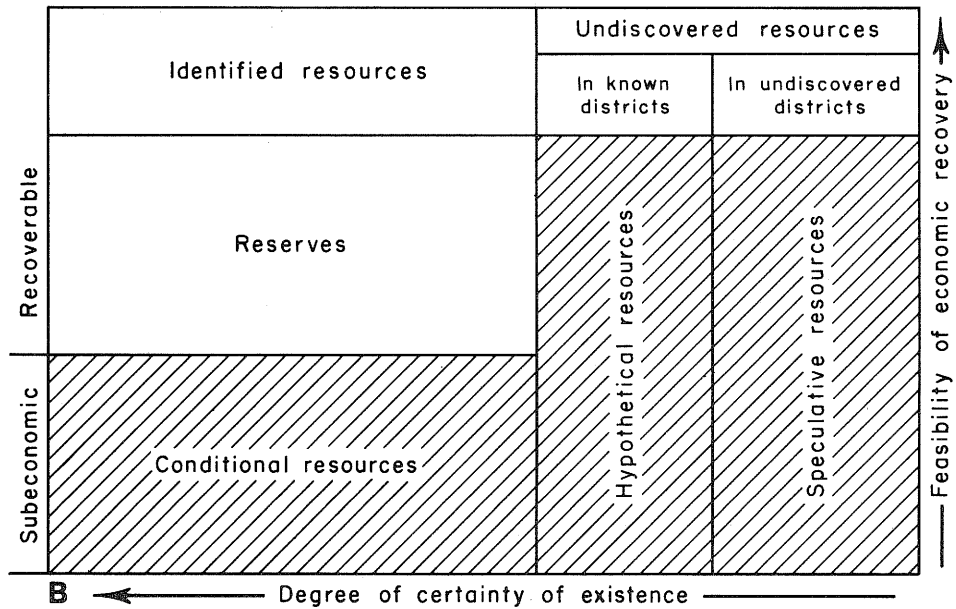 Identified resources
Undiscovered resources
In known
districts
In undiscovered
districts
Recoverable
Reserves
Subeconomic
Conditional resources
Hypothetical resources
Speculative resources
Feasibility of economic recovery
B
Degree of certainty of existence